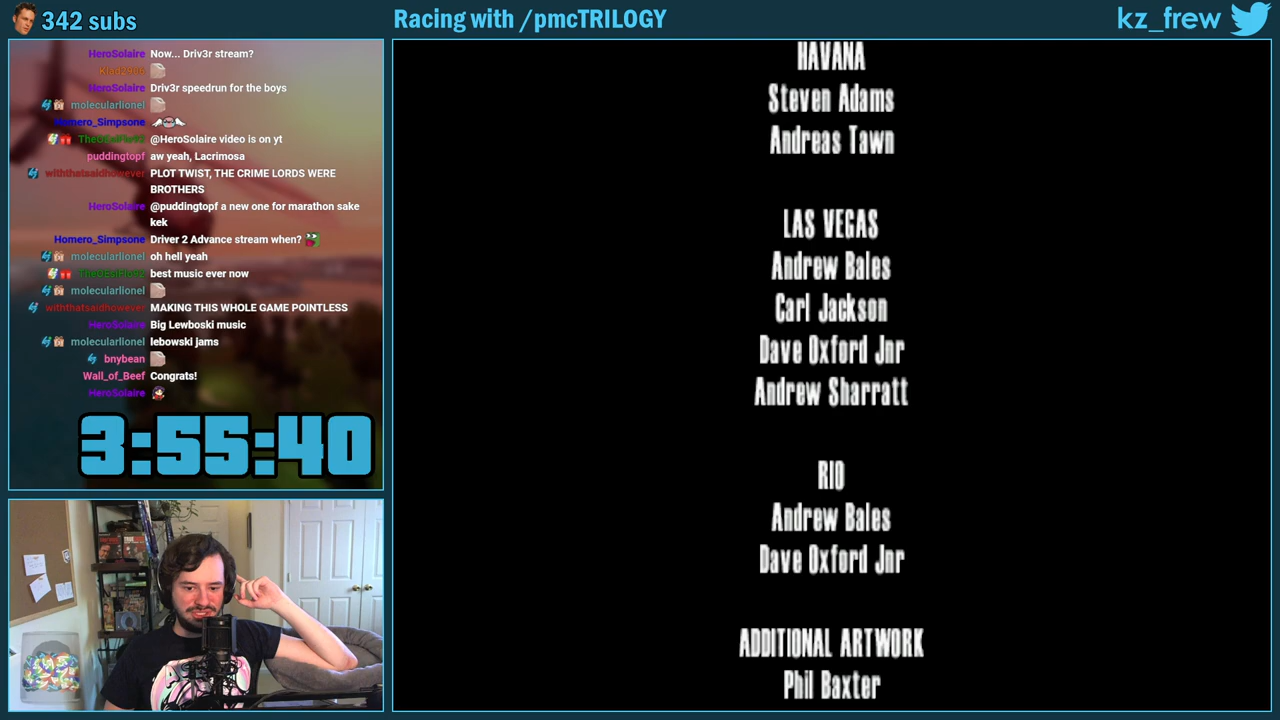 342 subs
Racing with /pmcTRILOGY
kz_frew
HeroSolaire Now... Driv3r stream?
HeroSolaire Driv3r speedrun for the boys
molecularlionel
Homero_Simpsone
@HeroSolaire video is on yt
puddingtopf aw yeah, Lacrimosa
withthatsaidhowever PLOT TWIST, THE CRIME LORDS WERE
BROTHERS
HeroSolaire @puddingtopf a new one for marathon sake
kek
Homero_Simpsone Driver 2 Advance stream when?
molecularlionel oh hell yeah
best music ever now
molecularlionel
withthatsaidhowever MAKING THIS WHOLE GAME POINTLESS
HeroSolaire Big Lewboski music
molecularlionel lebowski jams
bnybean
Wall_of_Beef Congrats!
HeroSolaire
3:55:40
HAVANA
Steven Adams
Andreas Tawn
LAS VEGAS
Andrew Bales
Carl Jackson
Dave Oxford Jnr
Andrew Sharratt
RIO
Andrew Bales
Dave Oxford Jnr
ADDITIONAL ARTWORK
Phil Baxter